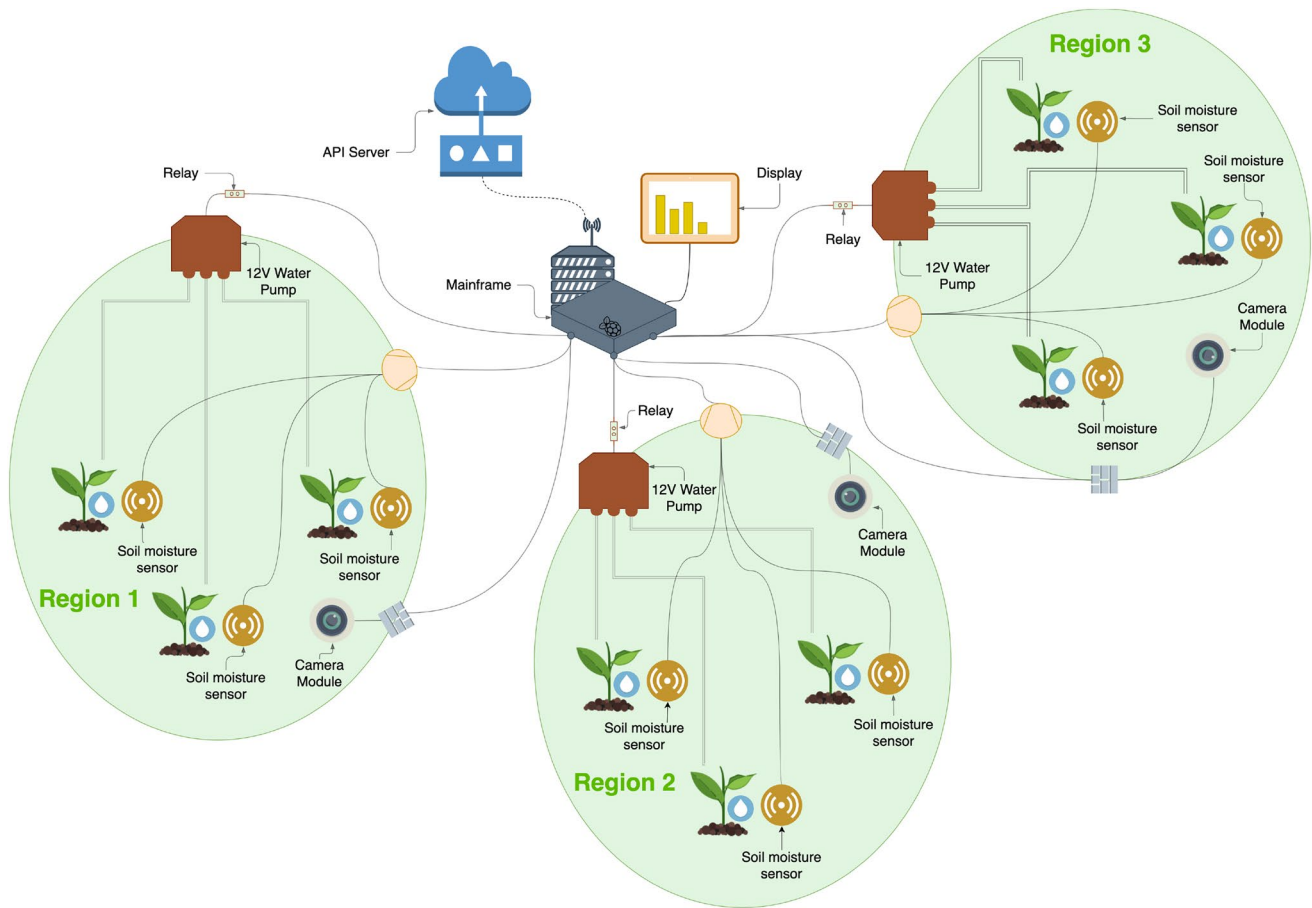 Region 3
Soil moisture
sensor
API Server
Soil moisture
sensor
Relay
Display
Relay
12V Water
Pump
12V Water
Pump
Mainframe
Camera
Module
Relay
Soil moisture
sensor
12V Water
Pump
Camera
Module
Soil moisture
sensor
Soil moisture
sensor
Region 1
Camera
Module
Soil moisture
sensor
Soil moisture
sensor
Soil moisture
sensor
Region 2
Soil moisture
sensor